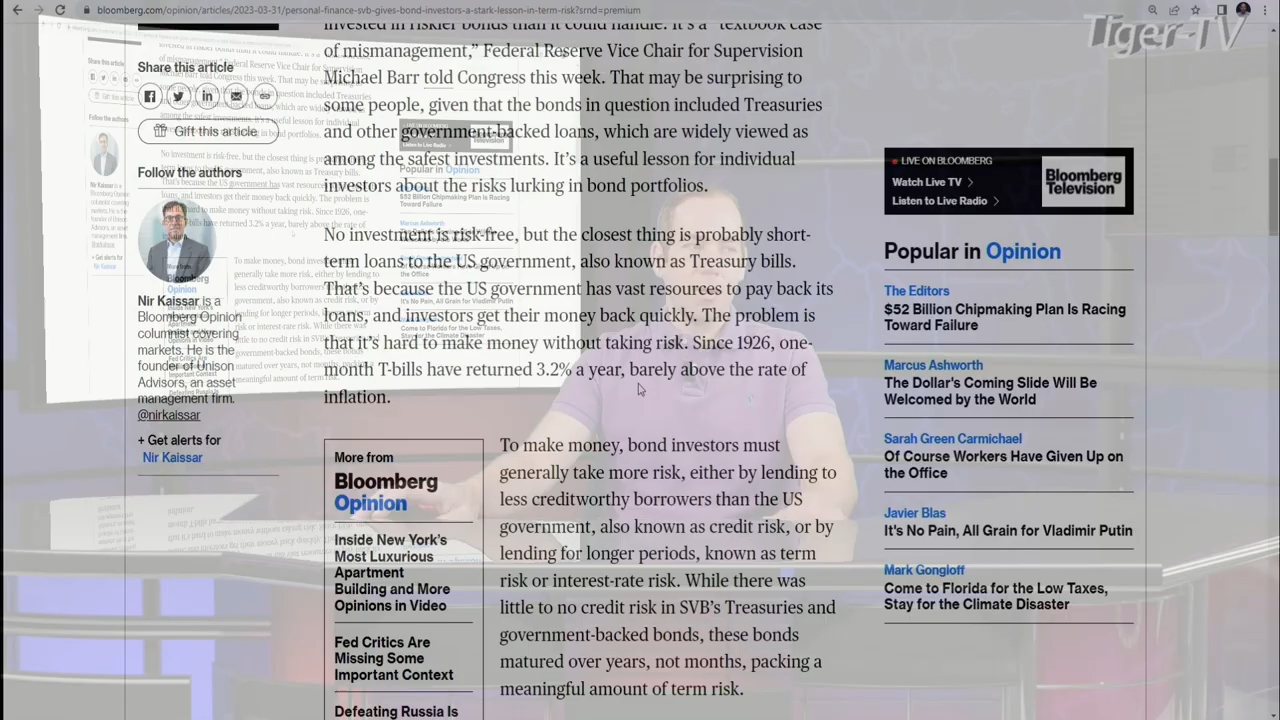 bloomberg.com/opinion/articles/2023-03-31/personal-finance-svb-gives-bond-investors-a-stark-lesson-in-term-risk?srnd=premium
Tiger-TV
of mismanagement,” Federal Reserve Vice Chair for Supervision
Michael Barr told Congress this week. That may be surprising to
some people, given that the bonds in question included Treasuries
and other government-backed loans, which are widely viewed as
among the safest investments. It’s a useful lesson for individual
investors about the risks lurking in bond portfolios.
No investment is risk-free, but the closest thing is probably short-
term loans to the US government, also known as Treasury bills.
That’s because the US government has vast resources to pay back its
loans, and investors get their money back quickly. The problem is
that it’s hard to make money without taking risk. Since 1926, one-
month T-bills have returned 3.2% a year, barely above the rate of
inflation.
To make money, bond investors must
generally take more risk, either by lending to
less creditworthy borrowers than the US
government, also known as credit risk, or by
lending for longer periods, known as term
risk or interest-rate risk. While there was
little to no credit risk in SVB’s Treasuries and
government-backed bonds, these bonds
matured over years, not months, packing a
meaningful amount of term risk.
Share this article
Gift this article
Follow the authors
Nir Kaissar is a
Bloomberg Opinion
columnist covering
markets. He is the
founder of Unison
Advisors, an asset
management firm.
@nirkaissar
+ Get alerts for
Nir Kaissar
More from
Bloomberg
Opinion
Inside New York’s
Most Luxurious
Apartment
Building and More
Opinions in Video
Fed Critics Are
Missing Some
Important Context
Defeating Russia Is
LIVE ON BLOOMBERG
Watch Live TV
Listen to Live Radio
Bloomberg
Television
Popular in Opinion
The Editors
$52 Billion Chipmaking Plan Is Racing
Toward Failure
Marcus Ashworth
The Dollar’s Coming Slide Will Be
Welcomed by the World
Sarah Green Carmichael
Of Course Workers Have Given Up on
the Office
Javier Blas
It’s No Pain, All Grain for Vladimir Putin
Mark Gongloff
Come to Florida for the Low Taxes,
Stay for the Climate Disaster